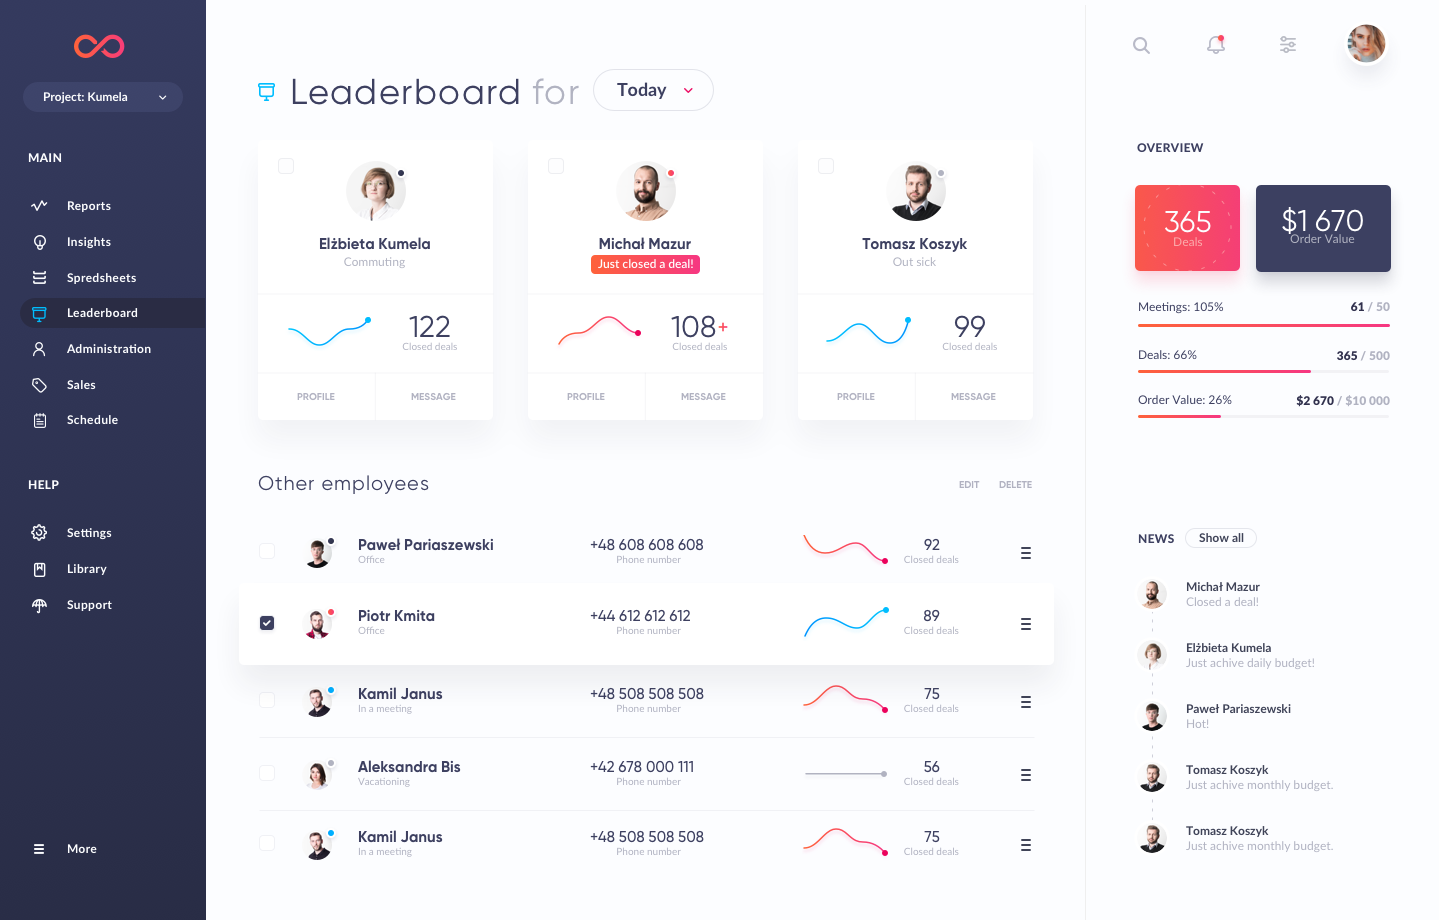 Project: Kumela
MAIN
Reports
Insights
Spredsheets
Leaderboard
Administration
Sales
Schedule
HELP
Settings
Library
Support
More
Leaderboard for Today
Elżbieta Kumela
Commuting
122
Closed deals
PROFILE MESSAGE
Michał Mazur
Just closed a deal!
108+
Closed deals
PROFILE MESSAGE
Tomasz Koszyk
Out sick
99
Closed deals
PROFILE MESSAGE
Other employees EDIT DELETE
Paweł Pariaszewski +48 608 608 608 92
Office Phone number Closed deals
Piotr Kmita +44 612 612 612 89
Office Phone number Closed deals
Kamil Janus +48 508 508 508 75
In a meeting Phone number Closed deals
Aleksandra Bis +42 678 000 111 56
Vacationing Phone number Closed deals
Kamil Janus +48 508 508 508 75
In a meeting Phone number Closed deals
OVERVIEW
365
Deals
$1 670
Order Value
Meetings: 105% 61 / 50
Deals: 66% 365 / 500
Order Value: 26% $2 670 / $10 000
NEWS Show all
Michał Mazur
Closed a deal!
Elżbieta Kumela
Just achive daily budget!
Paweł Pariaszewski
Hot!
Tomasz Koszyk
Just achive monthly budget.
Tomasz Koszyk
Just achive monthly budget.